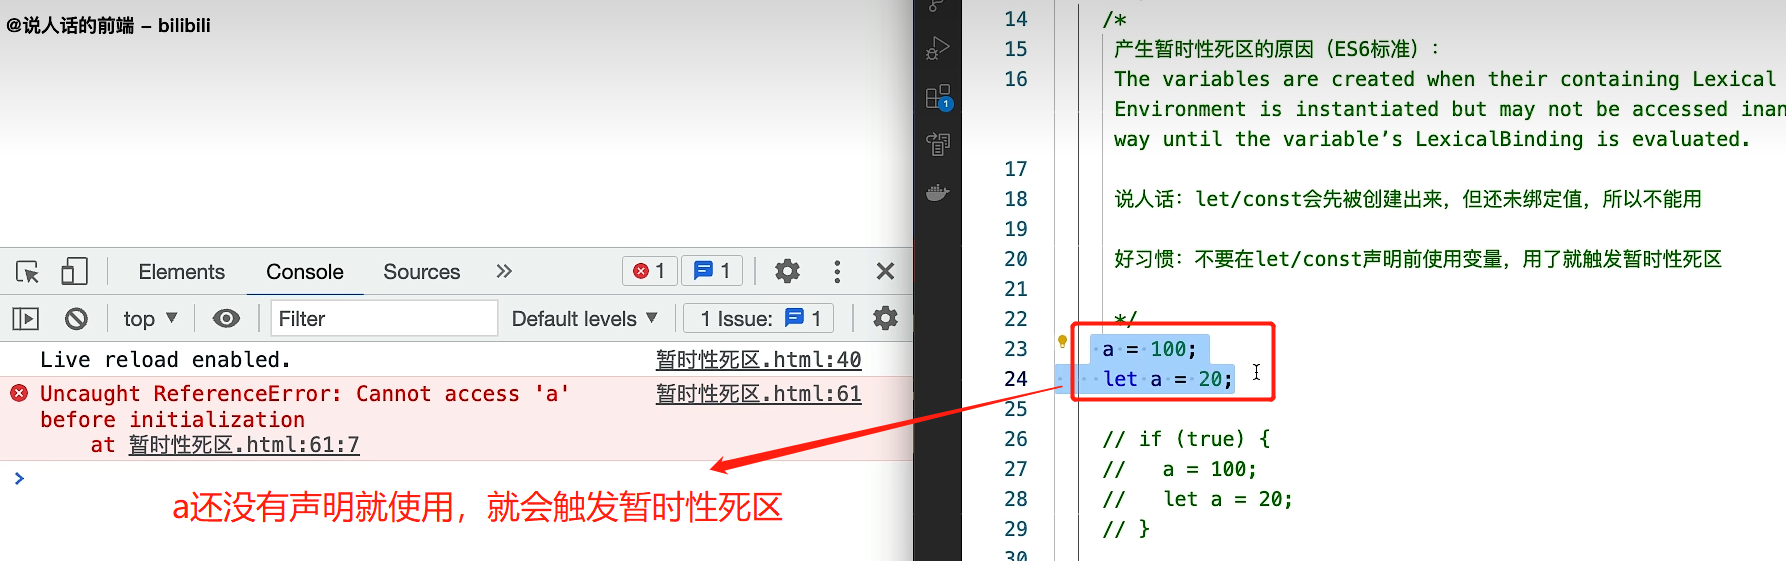 @说人话的前端 – bilibili
Elements Console Sources » 1 1
top ▼ Filter Default levels ▼ 1 Issue: 1
Live reload enabled. 暂时性死区.html:40
Uncaught ReferenceError: Cannot access 'a' 暂时性死区.html:61
before initialization
at 暂时性死区.html:61:7
>
a还没有声明就使用，就会触发暂时性死区
1
14 /*
15 产生暂时性死区的原因（ES6标准）：
16 The variables are created when their containing Lexical
Environment is instantiated but may not be accessed inan
way until the variable’s LexicalBinding is evaluated.
17
18 说人话：let/const会先被创建出来，但还未绑定值，所以不能用
19
20 好习惯：不要在let/const声明前使用变量，用了就触发暂时性死区
21
22 */
23 a = 100;
24 let a = 20;
25
26 // if (true) {
27 // a = 100;
28 // let a = 20;
29 // }
30